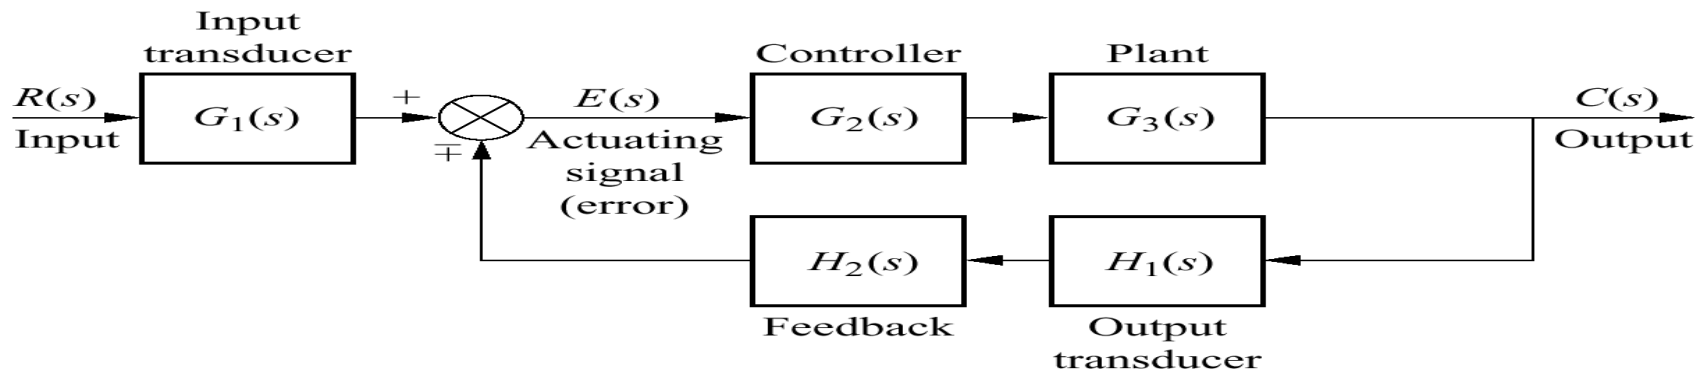 Input
transducer
Controller
Plant
R(s)
Input
G₁(s)
+
∓
E(s)
Actuating
signal
(error)
G₂(s)
G₃(s)
C(s)
Output
H₂(s)
Feedback
H₁(s)
Output
transducer